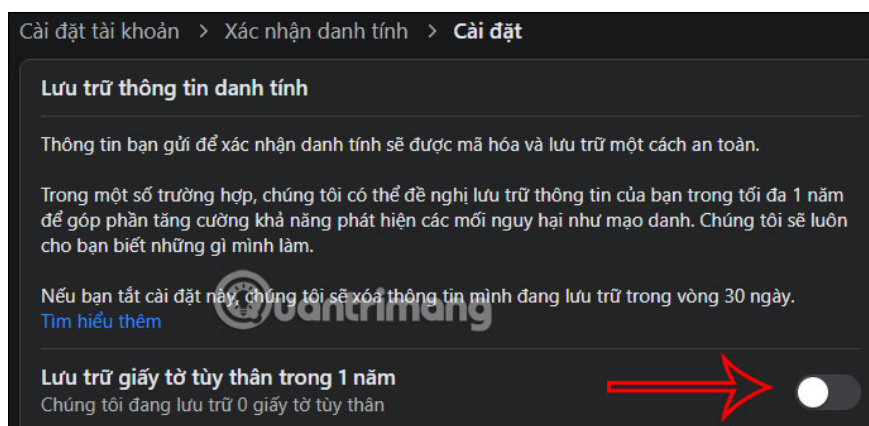 Cài đặt tài khoản > Xác nhận danh tính > Cài đặt
Lưu trữ thông tin danh tính
Thông tin bạn gửi để xác nhận danh tính sẽ được mã hóa và lưu trữ một cách an toàn.
Trong một số trường hợp, chúng tôi có thể đề nghị lưu trữ thông tin của bạn trong tối đa 1 năm
để góp phần tăng cường khả năng phát hiện các mối nguy hại như mạo danh. Chúng tôi sẽ luôn
cho bạn biết những gì mình làm.
Nếu bạn tắt cài đặt này, chúng tôi sẽ xóa thông tin mình đang lưu trữ trong vòng 30 ngày.
Tìm hiểu thêm
Quantrimang
Lưu trữ giấy tờ tùy thân trong 1 năm
Chúng tôi đang lưu trữ 0 giấy tờ tùy thân